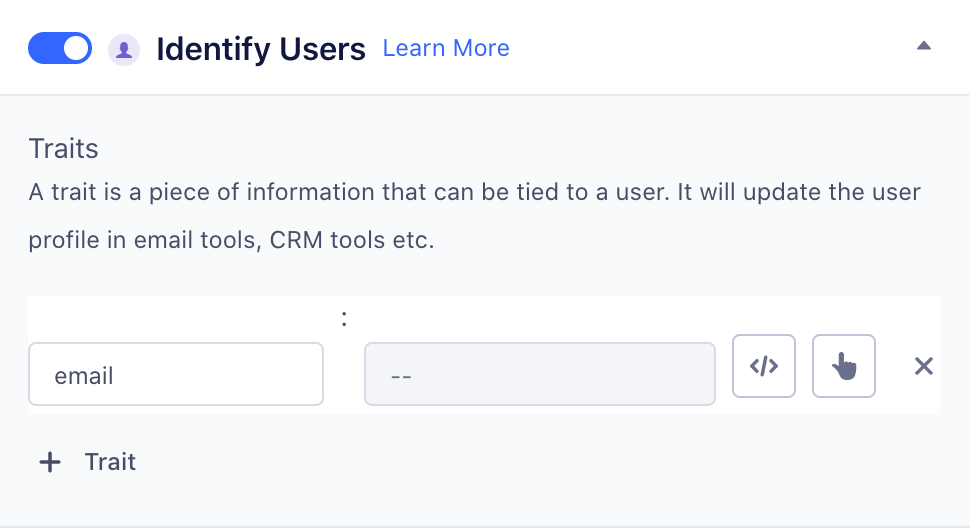 Identify Users Learn More
Traits
A trait is a piece of information that can be tied to a user. It will update the user
profile in email tools, CRM tools etc.
:
email -- </>
+ Trait